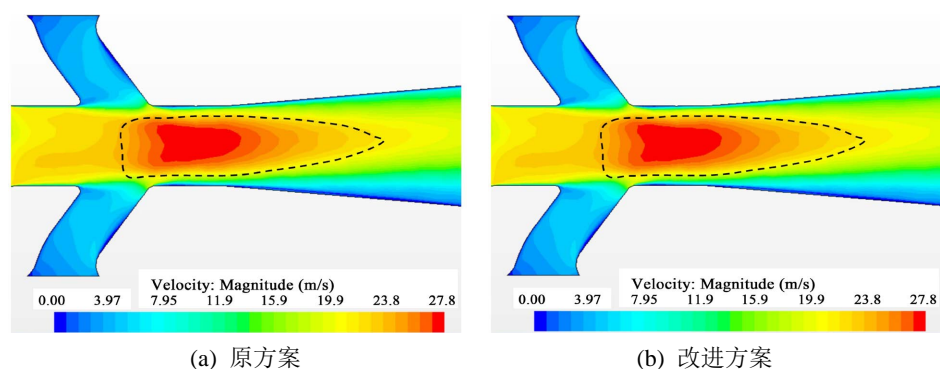 Velocity: Magnitude (m/s)
0.00 3.97 7.95 11.9 15.9 19.9 23.8 27.8
(a) 原方案
Velocity: Magnitude (m/s)
0.00 3.97 7.95 11.9 15.9 19.9 23.8 27.8
(b) 改进方案